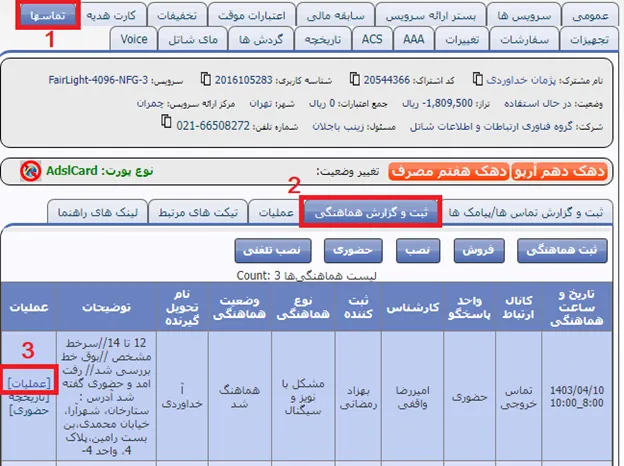 عمومی سرویس ها بستر ارائه سرویس سابقه مالی اعتبارات موقت تخفیفات کارت هدیه تماسها
1
تجهیزات سفارشات تغییرات AAA ACS تاریخچه گردش ها مای شاتل Voice
نام مشترک: پژمان خداوردی کد اشتراک: 20544366 شناسه کاربری: 2016105283 سرویس: FairLight-4096-NFG-3
وضعیت: در حال استفاده تراز: 1,809,500- ریال جمع اعتبارات: 0 ریال شهر: تهران مرکز ارائه سرویس: چمران
شرکت: گروه فناوری ارتباطات و اطلاعات شاتل مسئول: زینب باجلان شماره تلفن: 021-66508272
دهک دهم آرپو دهک هفتم مصرف تغییر وضعیت: نوع پورت: AdslCard
2
ثبت و گزارش تماس ها/پیامک ها ثبت و گزارش هماهنگی عملیات تیکت های مرتبط لینک های راهنما
ثبت هماهنگی فروش نصب حضوری نصب تلفنی
لیست هماهنگی‌ها Count: 3
تاریخ و ساعت هماهنگی
کانال ارتباط
واحد پاسخگو
کارشناس
ثبت کننده
نوع هماهنگی
وضعیت هماهنگی
نام تحویل گیرنده
توضیحات
عملیات
1403/04/10
10:00_8:00
تماس خروجی
حضوری
امیررضا واقفی
بهزاد رمضانی
مشکل با نویز و سیگنال
هماهنگ شد
آ خداوردی
12 تا 14//سرخط
مشخص //بوق خط
بررسی شد// رفت
امد و حضوری گفته
شد آدرس :
ستارخان، شهرآرا،
خیابان محمدی،بن
بست رامین،پلاک
4، واحد 4-
3
[عملیات]
[تاریخچه
حضوری]